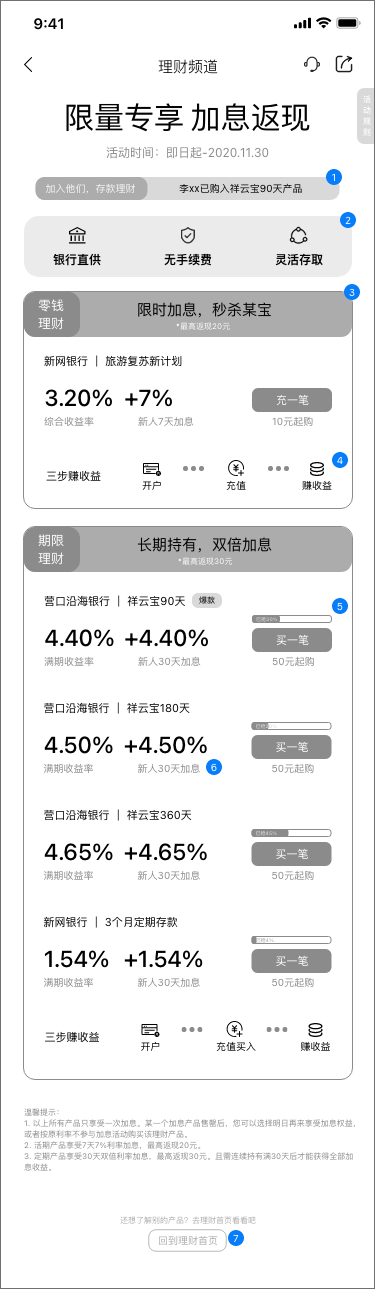 9:41
理财频道
限量专享 加息返现
活动时间：即日起-2020.11.30
活动规则
加入他们，存款理财 李xx已购入祥云宝90天产品
1
2
银行直供 无手续费 灵活存取
3
零钱理财
限时加息，秒杀某宝
*最高返现20元
新网银行 | 旅游复苏新计划
3.20% +7% 充一笔
综合收益率 新人7天加息 10元起购
4
三步赚收益 开户 充值 赚收益
期限理财
长期持有，双倍加息
*最高返现30元
5
营口沿海银行 | 祥云宝90天 爆款
4.40% +4.40% 买一笔
满期收益率 新人30天加息 50元起购
营口沿海银行 | 祥云宝180天
4.50% +4.50% 买一笔
满期收益率 新人30天加息 6 50元起购
营口沿海银行 | 祥云宝360天
4.65% +4.65% 买一笔
满期收益率 新人30天加息 50元起购
新网银行 | 3个月定期存款
1.54% +1.54% 买一笔
满期收益率 新人30天加息 50元起购
三步赚收益 开户 充值买入 赚收益
温馨提示：
1. 以上所有产品只享受一次加息。某一个加息产品售罄后，您可以选择明日再来享受加息权益，
或者按原利率不参与加息活动购买该理财产品。
2. 活期产品享受7天7%利率加息，最高返现20元。
3. 定期产品享受30天双倍利率加息，最高返现30元。且需连续持有满30天后才能获得全部加
息收益。
还想了解别的产品？去理财首页看看吧
回到理财首页 7